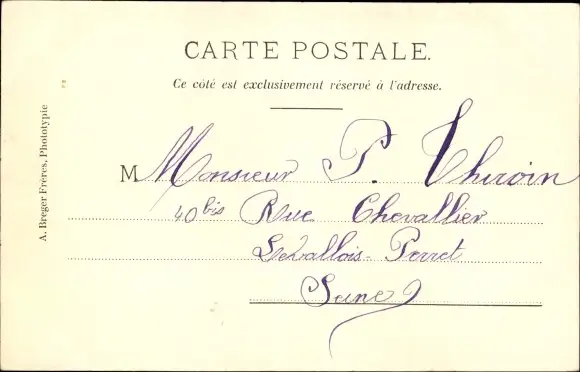 CARTE POSTALE.
Ce côté est exclusivement réservé à l'adresse.
M Monsieur P. Thiroin
40 bis Rue Chevallier
Levallois-Perret
Seine
A. Breger Frères, Phototypie